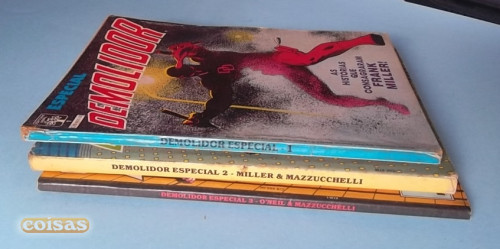 ESPECIAL
DEMOLIDOR
AS
HISTÓRIAS
QUE
CONSAGRARAM
FRANK
MILLER!
DEMOLIDOR ESPECIAL 1
DEMOLIDOR ESPECIAL 2 - MILLER & MAZZUCCHELLI
DEMOLIDOR ESPECIAL 3 - O'NEIL & MAZZUCCHELLI
coisas